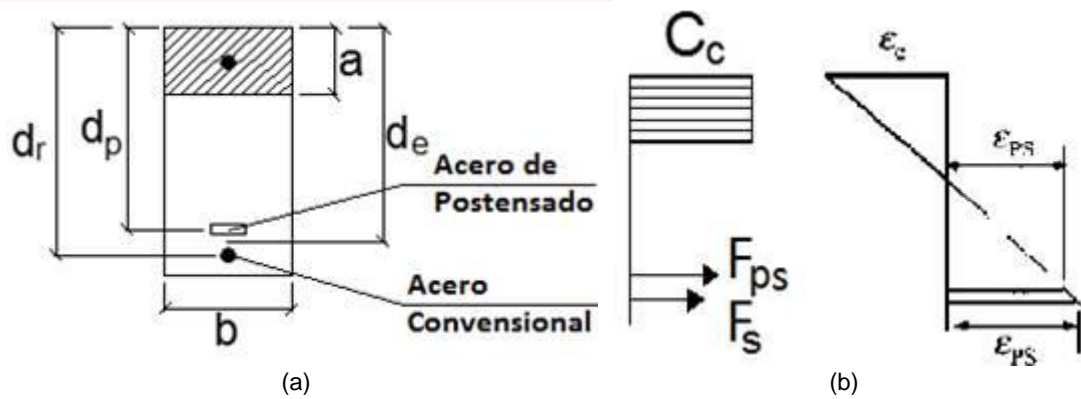 a
d_r
d_p
d_e
Acero de
Postensado
Acero
Convensional
b
(a)
C_c
F_ps
F_s
ε_c
ε_PS
ε_PS
(b)